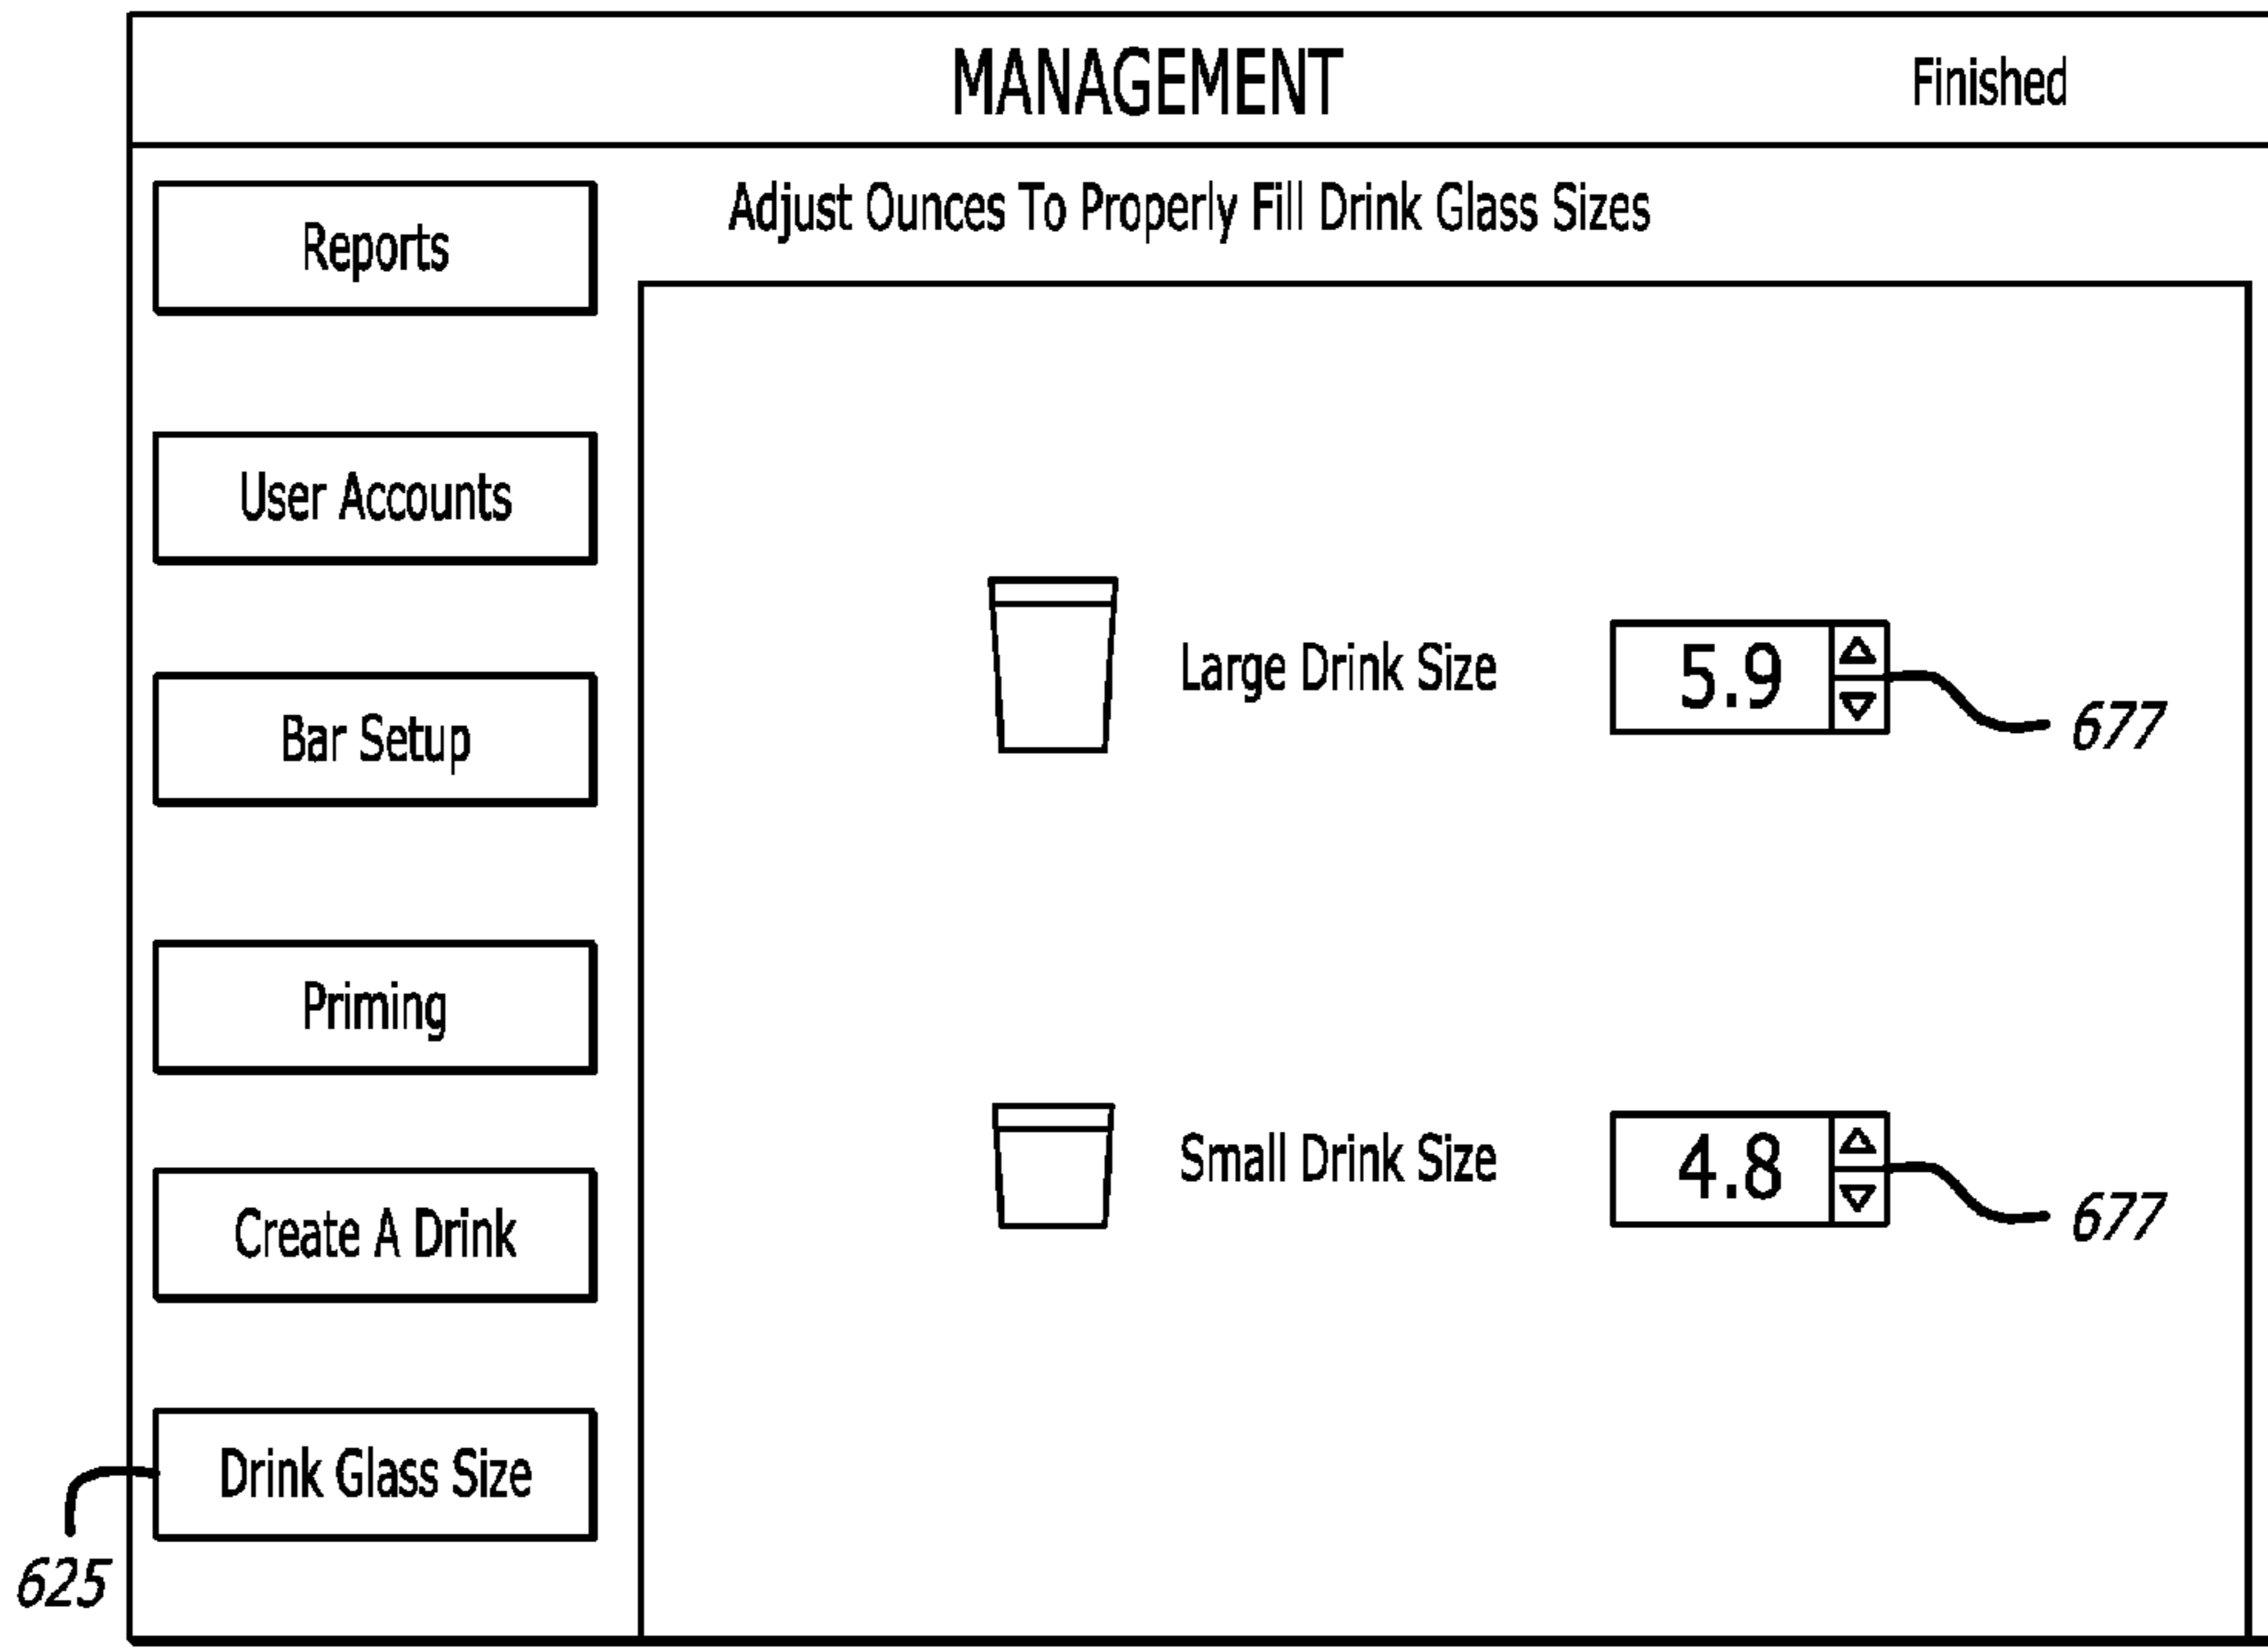 MANAGEMENT
Finished
Adjust Ounces To Properly Fill Drink Glass Sizes
Reports
User Accounts
Bar Setup
Priming
Create A Drink
Drink Glass Size
625
Large Drink Size
5.9
677
Small Drink Size
4.8
677